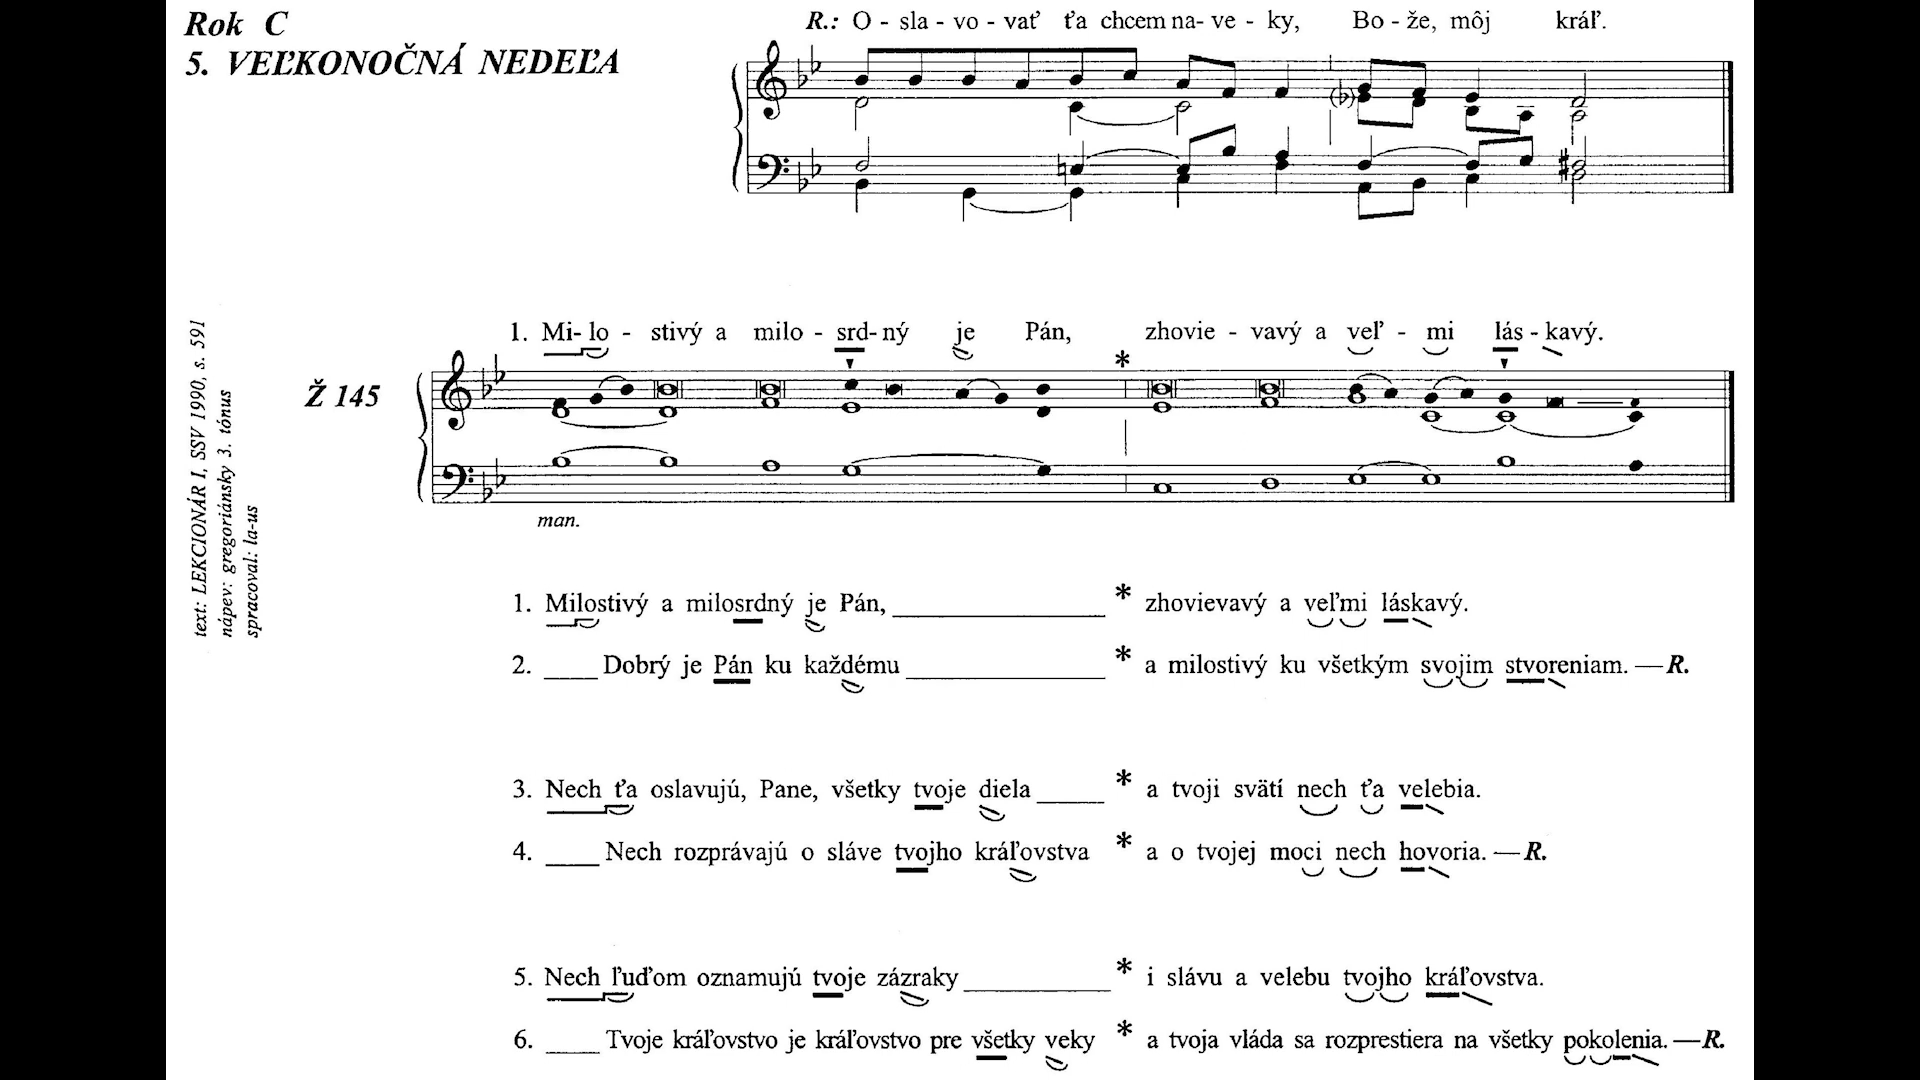 Rok C
5. VEĽKONOČNÁ NEDEĽA
R.: O - sla - vo - vať ťa chcem na- ve - ky, Bo - že, môj kráľ.
text: LEKCIONÁR I, SSV 1990, s. 591
nápev: gregoriánsky 3. tónus
spracoval: la-us
Ž 145
1. Mi- lo - stivý a milo - srd- ný je Pán, * zhovie - vavý a veľ - mi lás - kavý.
man.
1. Milostivý a milosrdný je Pán, * zhovievavý a veľmi láskavý.
2. Dobrý je Pán ku každému * a milostivý ku všetkým svojim stvoreniam. — R.
3. Nech ťa oslavujú, Pane, všetky tvoje diela * a tvoji svätí nech ťa velebia.
4. Nech rozprávajú o sláve tvojho kráľovstva * a o tvojej moci nech hovoria. — R.
5. Nech ľuďom oznamujú tvoje zázraky * i slávu a velebu tvojho kráľovstva.
6. Tvoje kráľovstvo je kráľovstvo pre všetky veky * a tvoja vláda sa rozprestiera na všetky pokolenia. — R.